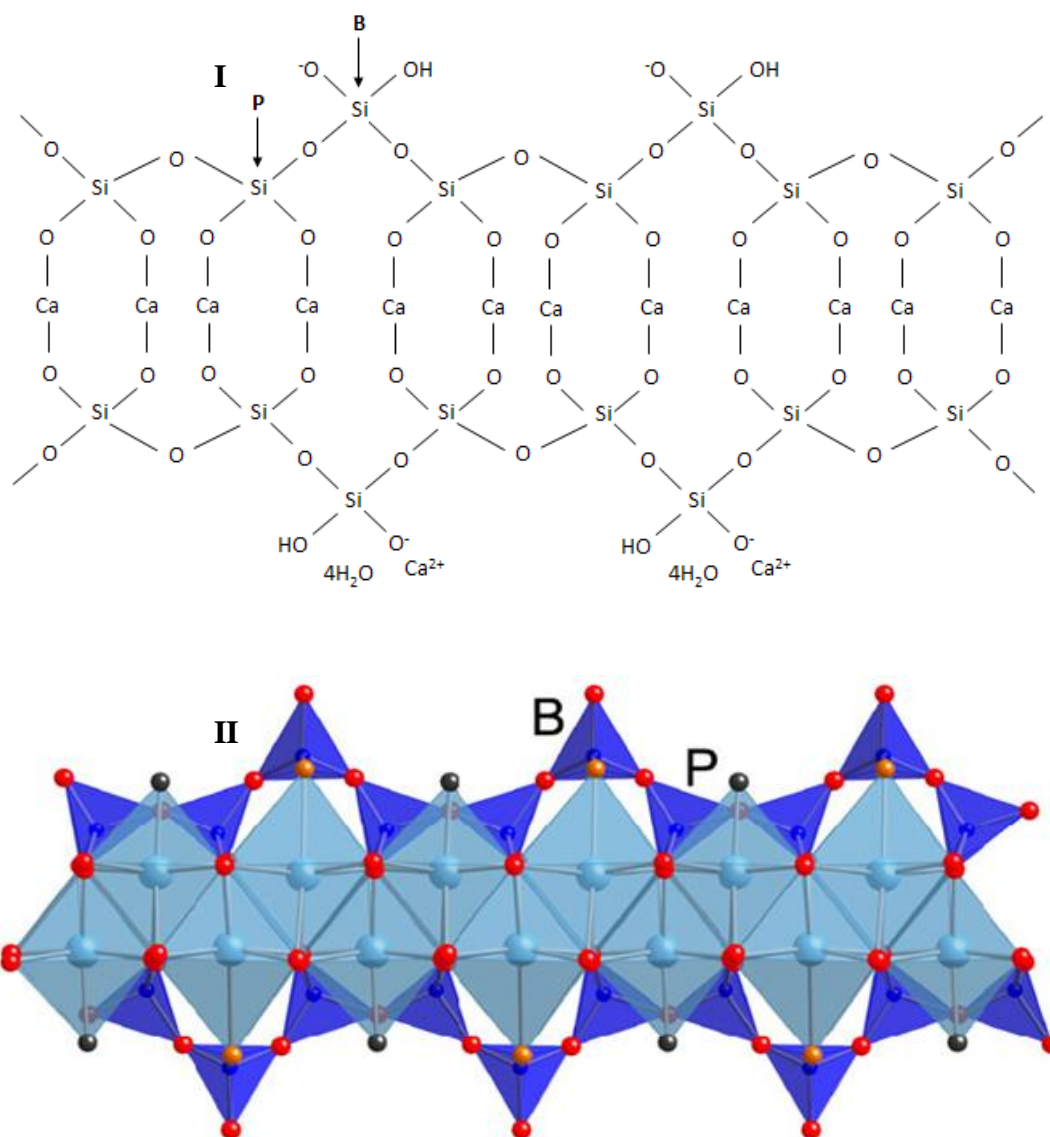 B
I
⁻O OH ⁻O OH
P
Si Si
O O O O O O O O O
Si Si Si Si Si Si
O O O O O O O O O O O O
Ca Ca Ca Ca Ca Ca Ca Ca Ca Ca Ca Ca
O O O O O O O O O O O O
Si Si Si Si Si Si
O O O O O O O O O
Si Si
HO O⁻ HO O⁻
4H₂O Ca²⁺ 4H₂O Ca²⁺
II B P